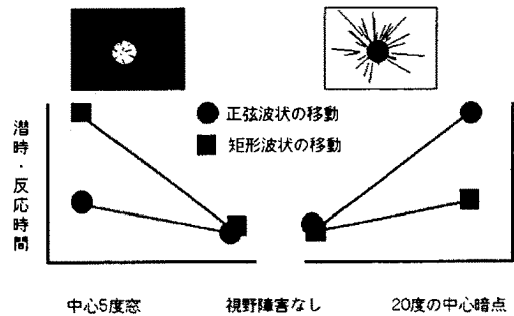 正弦波状の移動
矩形波状の移動
潜時・反応時間
中心5度窓
視野障害なし
20度の中心暗点